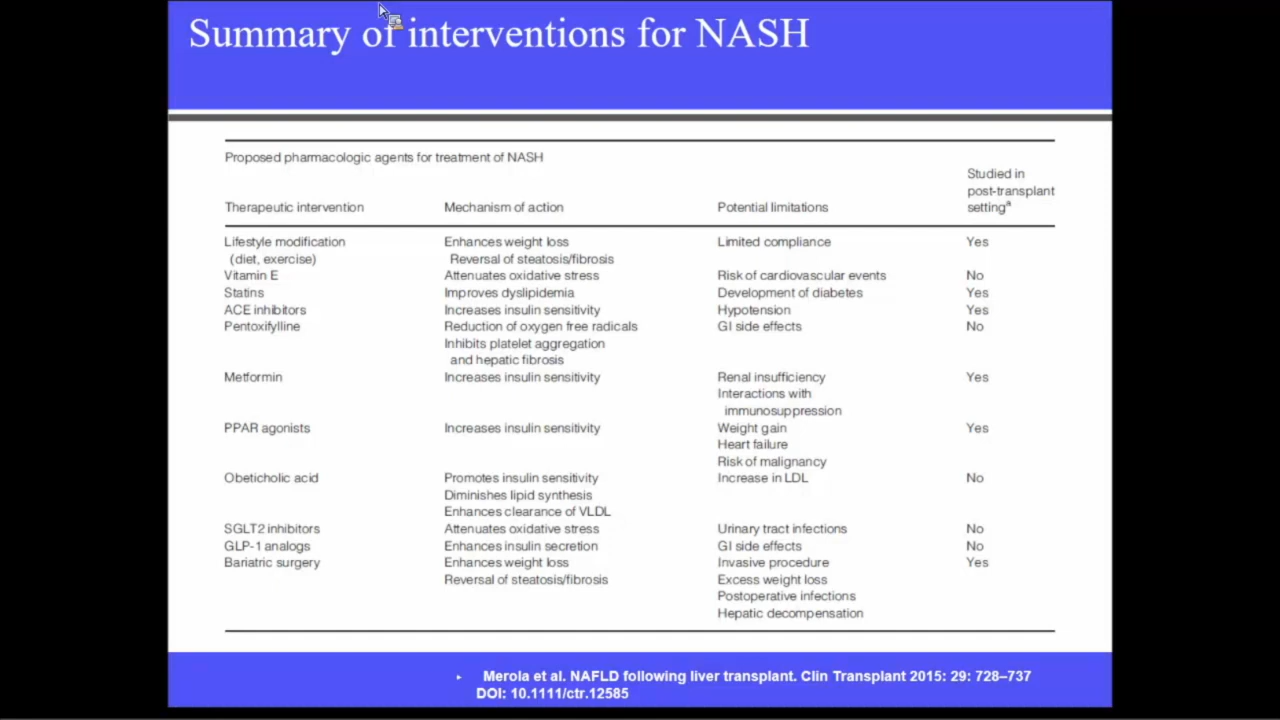 Summary of interventions for NASH
Proposed pharmacologic agents for treatment of NASH
Studied in
post-transplant
Therapeutic intervention Mechanism of action Potential limitations settingᵃ
Lifestyle modification Enhances weight loss Limited compliance Yes
(diet, exercise) Reversal of steatosis/fibrosis
Vitamin E Attenuates oxidative stress Risk of cardiovascular events No
Statins Improves dyslipidemia Development of diabetes Yes
ACE inhibitors Increases insulin sensitivity Hypotension Yes
Pentoxifylline Reduction of oxygen free radicals GI side effects No
Inhibits platelet aggregation
and hepatic fibrosis
Metformin Increases insulin sensitivity Renal insufficiency Yes
Interactions with
immunosuppression
PPAR agonists Increases insulin sensitivity Weight gain Yes
Heart failure
Risk of malignancy
Obeticholic acid Promotes insulin sensitivity Increase in LDL No
Diminishes lipid synthesis
Enhances clearance of VLDL
SGLT2 inhibitors Attenuates oxidative stress Urinary tract infections No
GLP-1 analogs Enhances insulin secretion GI side effects No
Bariatric surgery Enhances weight loss Invasive procedure Yes
Reversal of steatosis/fibrosis Excess weight loss
Postoperative infections
Hepatic decompensation
Merola et al. NAFLD following liver transplant. Clin Transplant 2015: 29: 728–737
DOI: 10.1111/ctr.12585